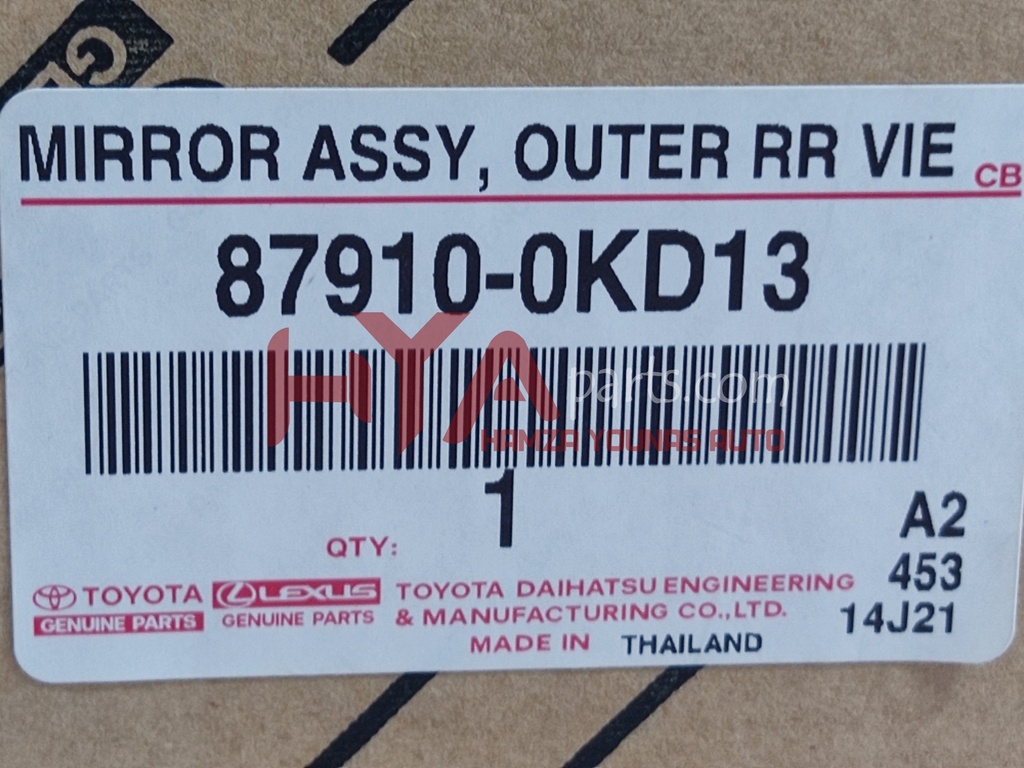 MIRROR ASSY, OUTER RR VIE CB
87910-0KD13
HYA parts.com
HAMZA YOUNAS AUTO
1
QTY:
A2
453
14J21
TOYOTA
GENUINE PARTS
LEXUS
GENUINE PARTS
TOYOTA DAIHATSU ENGINEERING
& MANUFACTURING CO.,LTD.
MADE IN THAILAND